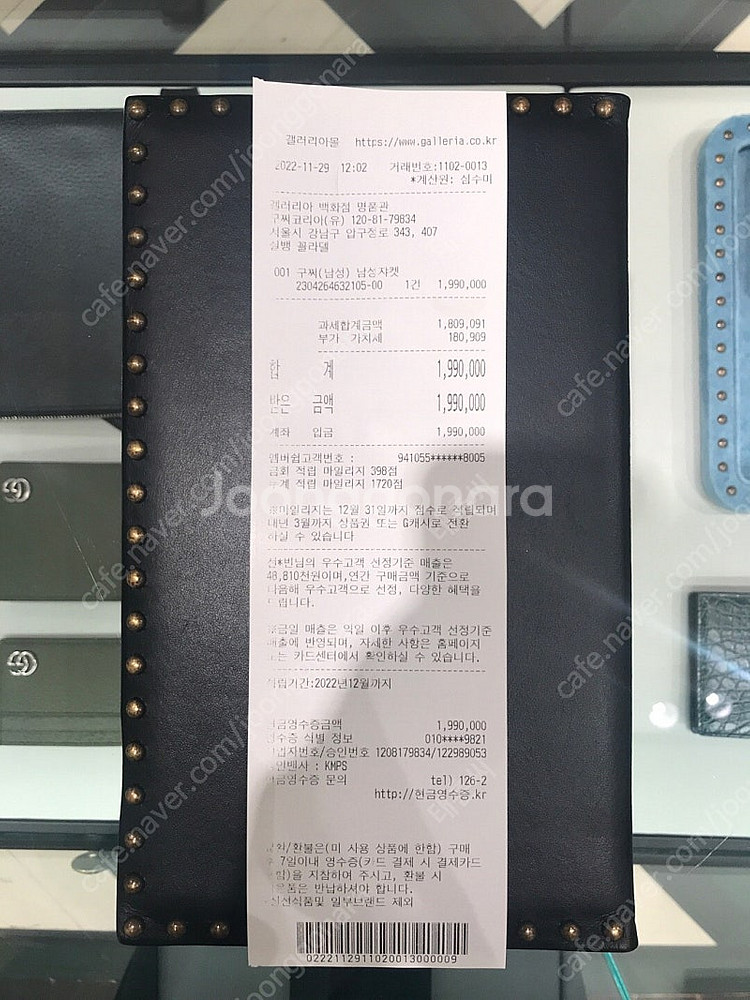 갤러리아몰 https://www.galleria.co.kr
2022-11-29 12:02 거래번호:1102-0013
*계산원: 심수미
갤러리아 백화점 명품관
구찌코리아(유) 120-81-79834
서울시 강남구 압구정로 343, 407
001 구찌(남성) 남성자켓
2304264632105-00 1건 1,990,000
과세합계금액 1,809,091
부가 가치세 180,909
합 계 1,990,000
받은 금액 1,990,000
계좌 입금 1,990,000
멤버쉽고객번호 : 941055******8005
금회 적립 마일리지 398점
누계 적립 마일리지 1720점
※마일리지는 12월 31일까지 점수로 적립되며
내년 3월까지 상품권 또는 G캐시로 전환
하실 수 있습니다
*빈님의 우수고객 선정기준 매출은
48,810천원이며,연간 구매금액 기준으로
다음해 우수고객으로 선정, 다양한 혜택을
드립니다.
※금일 매출은 익일 이후 우수고객 선정기준
매출에 반영되며, 자세한 사항은 홈페이지
또는 카드센터에서 확인하실 수 있습니다.
적립기간:2022년12월까지
현금영수증금액 1,990,000
영수증 식별 정보 010****9821
사업자번호/승인번호 1208179834/122989053
승인밴사 : KMPS
현금영수증 문의 tel) 126-2
http://현금영수증.kr
교환/환불은(미 사용 상품에 한함) 구매
후 7일이내 영수증(카드 결제 시 결제카드
포함)을 지참하여 주시고, 환불 시
사은품은 반납하셔야 합니다.
신선식품및 일부브랜드 제외
0222112911020013000009
Joonggonara
cafe.naver.com/joonggonara